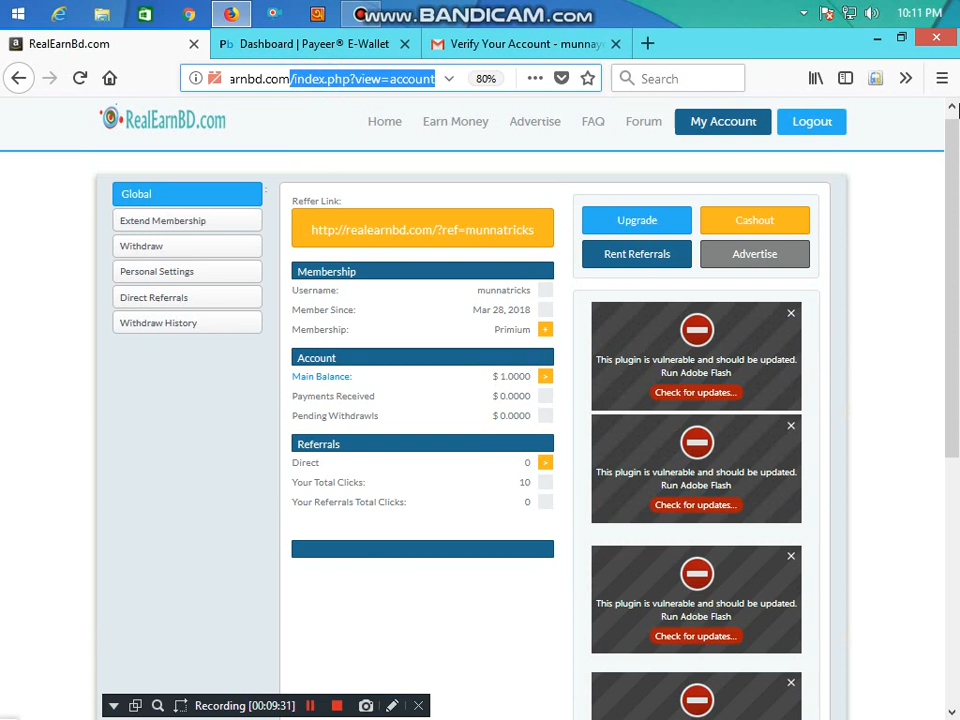 www.BANDICAM.com
10:11 PM
RealEarnBd.com
Dashboard | Payeer® E-Wallet
Verify Your Account - munnay
arnbd.com/index.php?view=account
80%
Search
RealEarnBD.com
Home
Earn Money
Advertise
FAQ
Forum
My Account
Logout
Global
:
Extend Membership
Withdraw
Personal Settings
Direct Referrals
Withdraw History
Reffer Link:
http://realearnbd.com/?ref=munnatricks
Membership
Username: munnatricks
Member Since: Mar 28, 2018
Membership: Primium +
Account
Main Balance: $ 1.0000 >
Payments Received $ 0.0000
Pending Withdrawls $ 0.0000
Referrals
Direct 0 >
Your Total Clicks: 10
Your Referrals Total Clicks: 0
Upgrade
Cashout
Rent Referrals
Advertise
This plugin is vulnerable and should be updated.
Run Adobe Flash
Check for updates...
This plugin is vulnerable and should be updated.
Run Adobe Flash
Check for updates...
This plugin is vulnerable and should be updated.
Run Adobe Flash
Check for updates...
Recording [00:09:31]